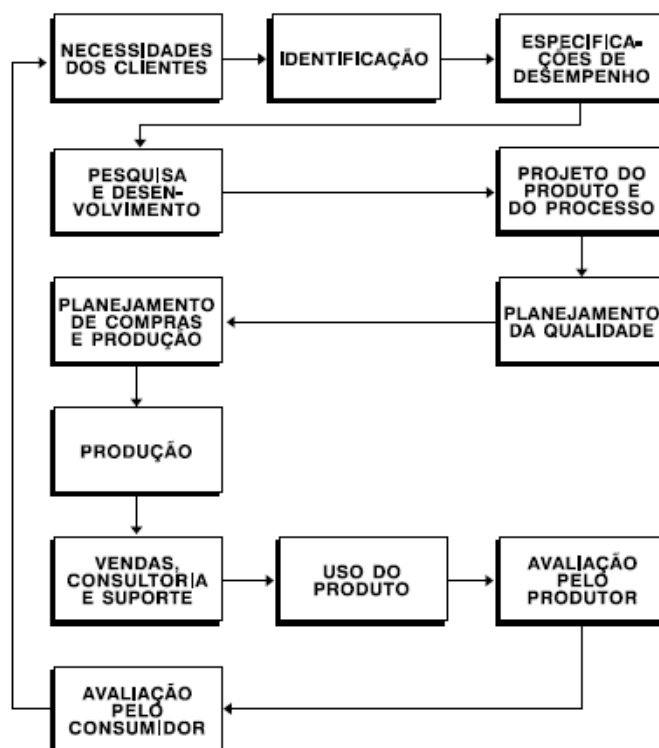 NECESSIDADES
DOS CLIENTES
IDENTIFICAÇÃO
ESPECIFICA-
ÇÕES DE
DESEMPENHO
PESQUISA
E DESEN-
VOLVIMENTO
PROJETO DO
PRODUTO E
DO PROCESSO
PLANEJAMENTO
DE COMPRAS
E PRODUÇÃO
PLANEJAMENTO
DA QUALIDADE
PRODUÇÃO
VENDAS,
CONSULTORIA
E SUPORTE
USO DO
PRODUTO
AVALIAÇÃO
PELO
PRODUTOR
AVALIAÇÃO
PELO
CONSUMIDOR